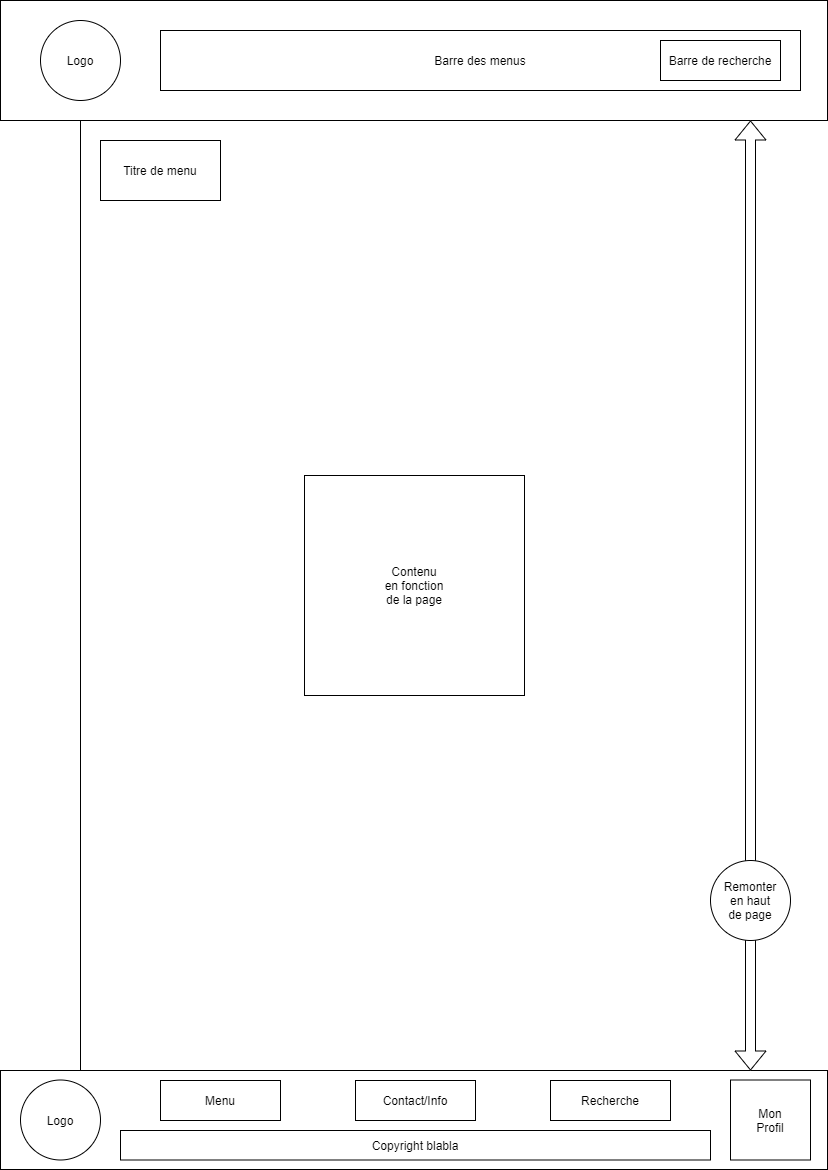 Logo
Barre des menus
Barre de recherche
Titre de menu
Contenu
en fonction
de la page
Remonter
en haut
de page
Logo
Menu
Contact/Info
Recherche
Mon
Profil
Copyright blabla